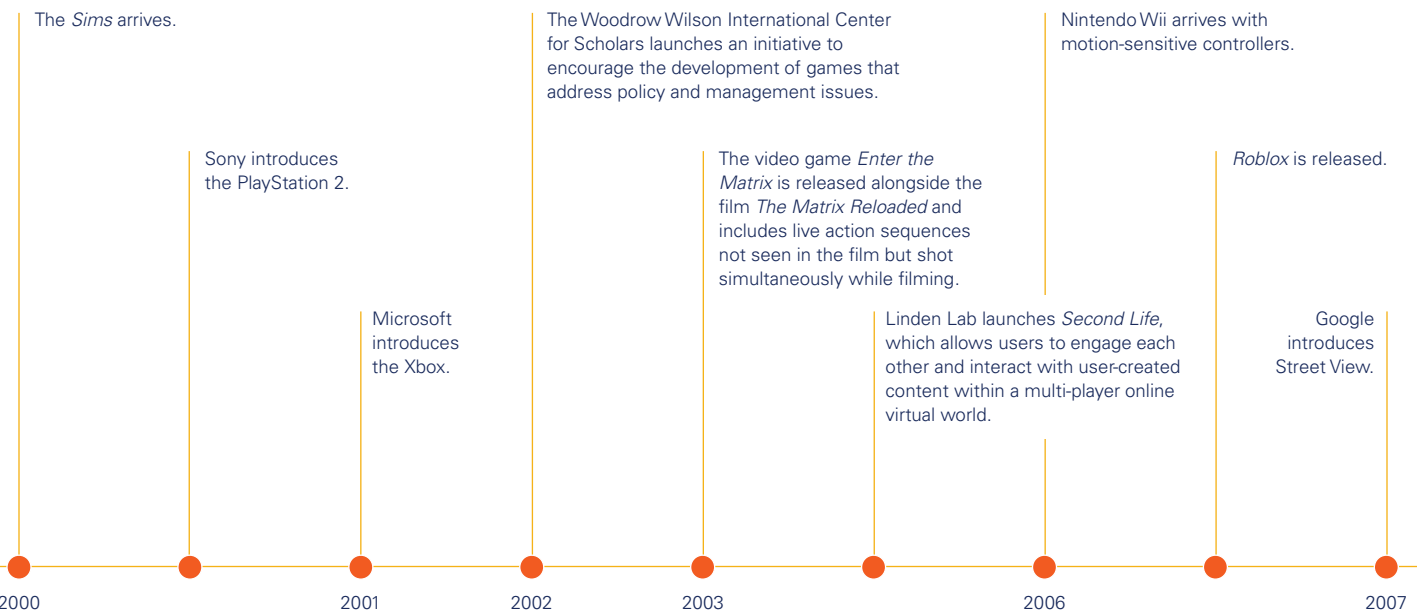 The Sims arrives.
The Woodrow Wilson International Center
for Scholars launches an initiative to
encourage the development of games that
address policy and management issues.
Nintendo Wii arrives with
motion-sensitive controllers.
Sony introduces
the PlayStation 2.
The video game Enter the
Matrix is released alongside the
film The Matrix Reloaded and
includes live action sequences
not seen in the film but shot
simultaneously while filming.
Roblox is released.
Microsoft
introduces
the Xbox.
Linden Lab launches Second Life,
which allows users to engage each
other and interact with user-created
content within a multi-player online
virtual world.
Google
introduces
Street View.
2000
2001
2002
2003
2006
2007